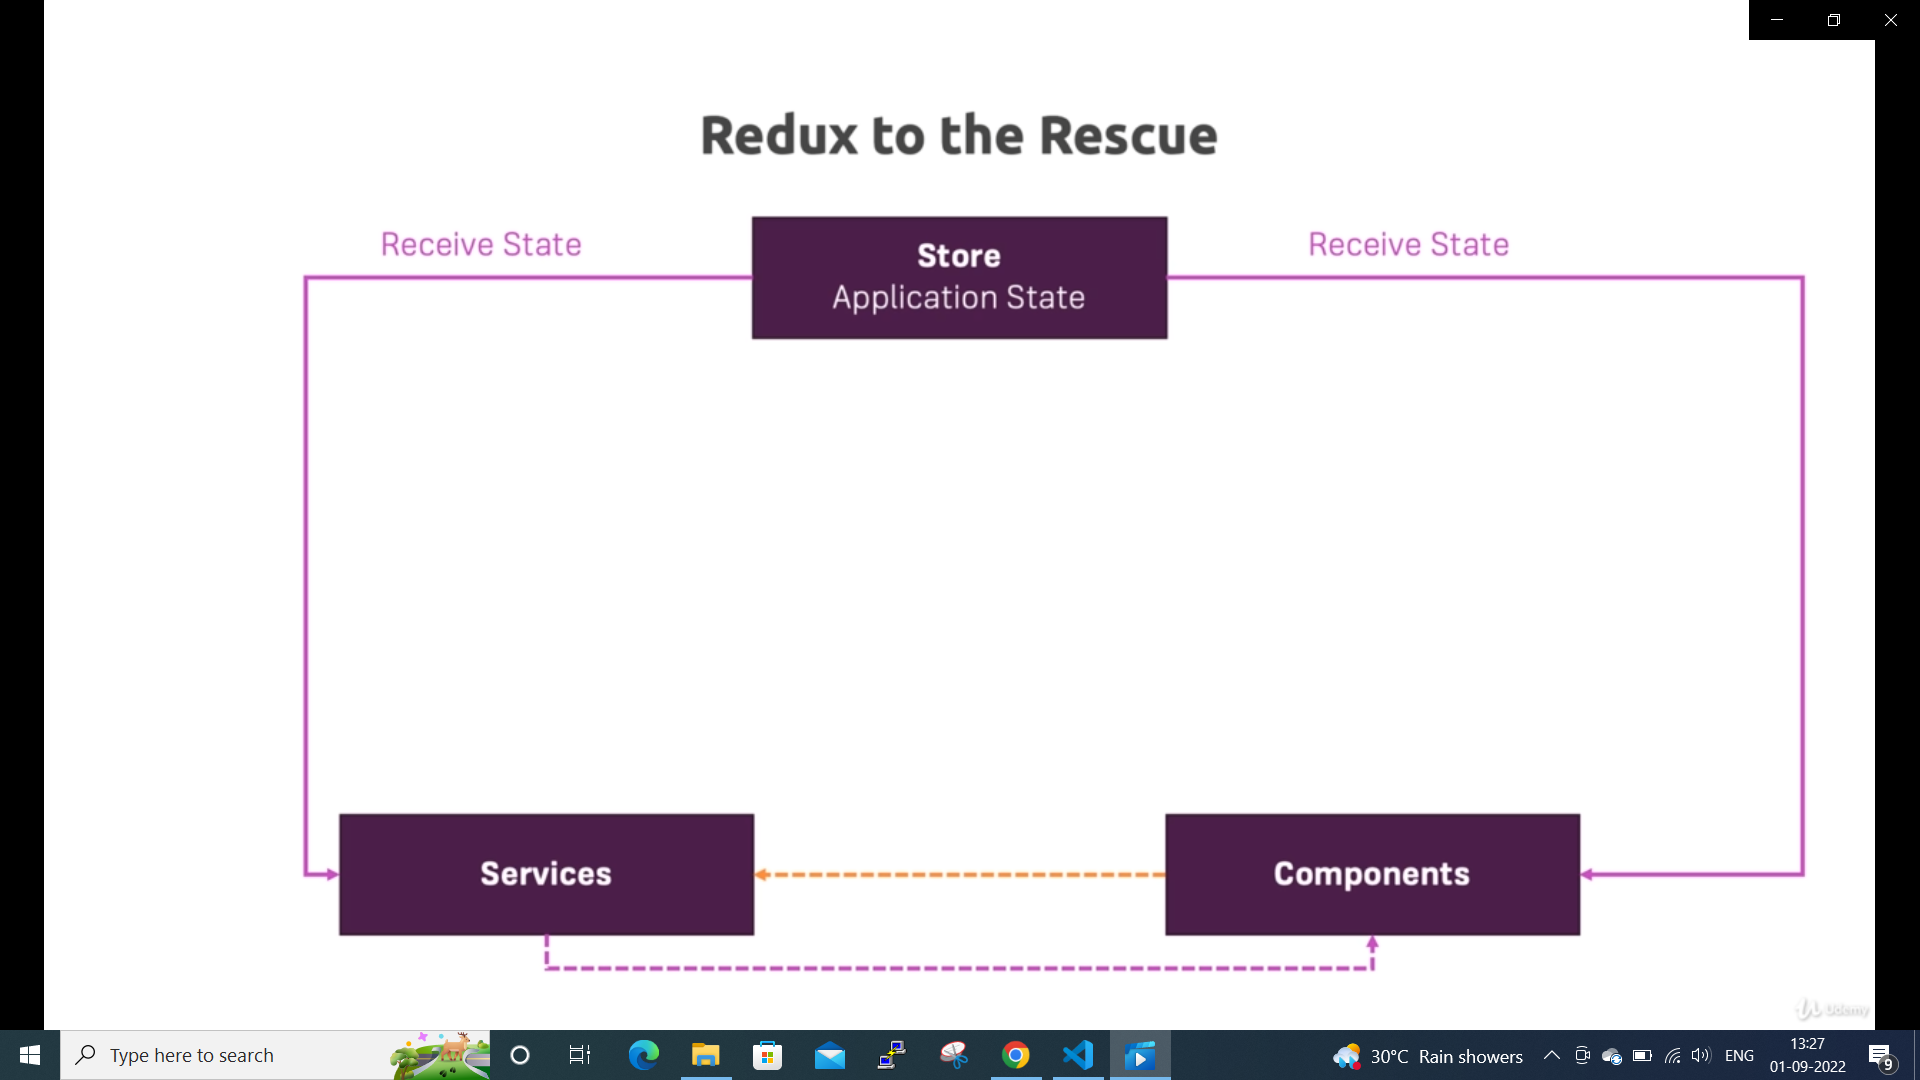 Redux to the Rescue
Receive State
Store
Application State
Receive State
Services
Components
Udemy
Type here to search
30°C Rain showers
ENG
13:27
01-09-2022
9